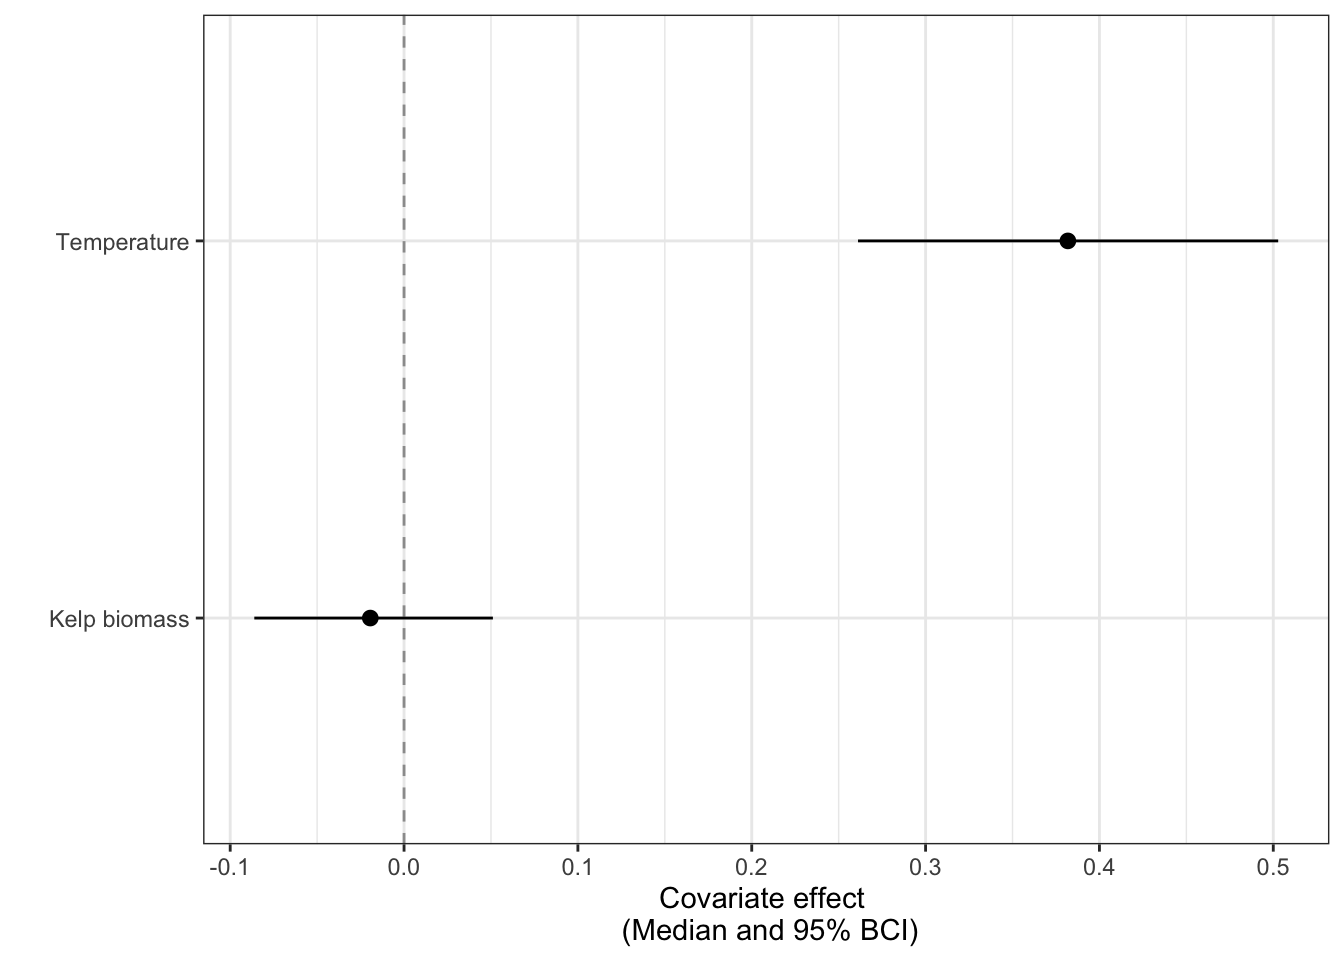 Temperature
Kelp biomass
-0.1 0.0 0.1 0.2 0.3 0.4 0.5
Covariate effect
(Median and 95% BCI)